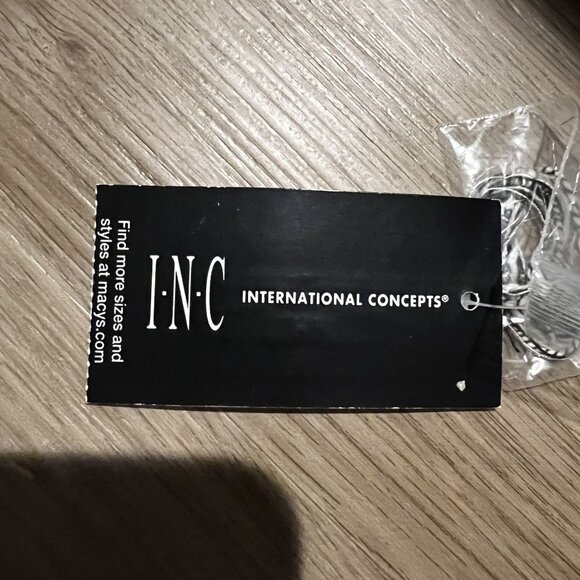 I·N·C
INTERNATIONAL CONCEPTS®
Find more sizes and
styles at macys.com